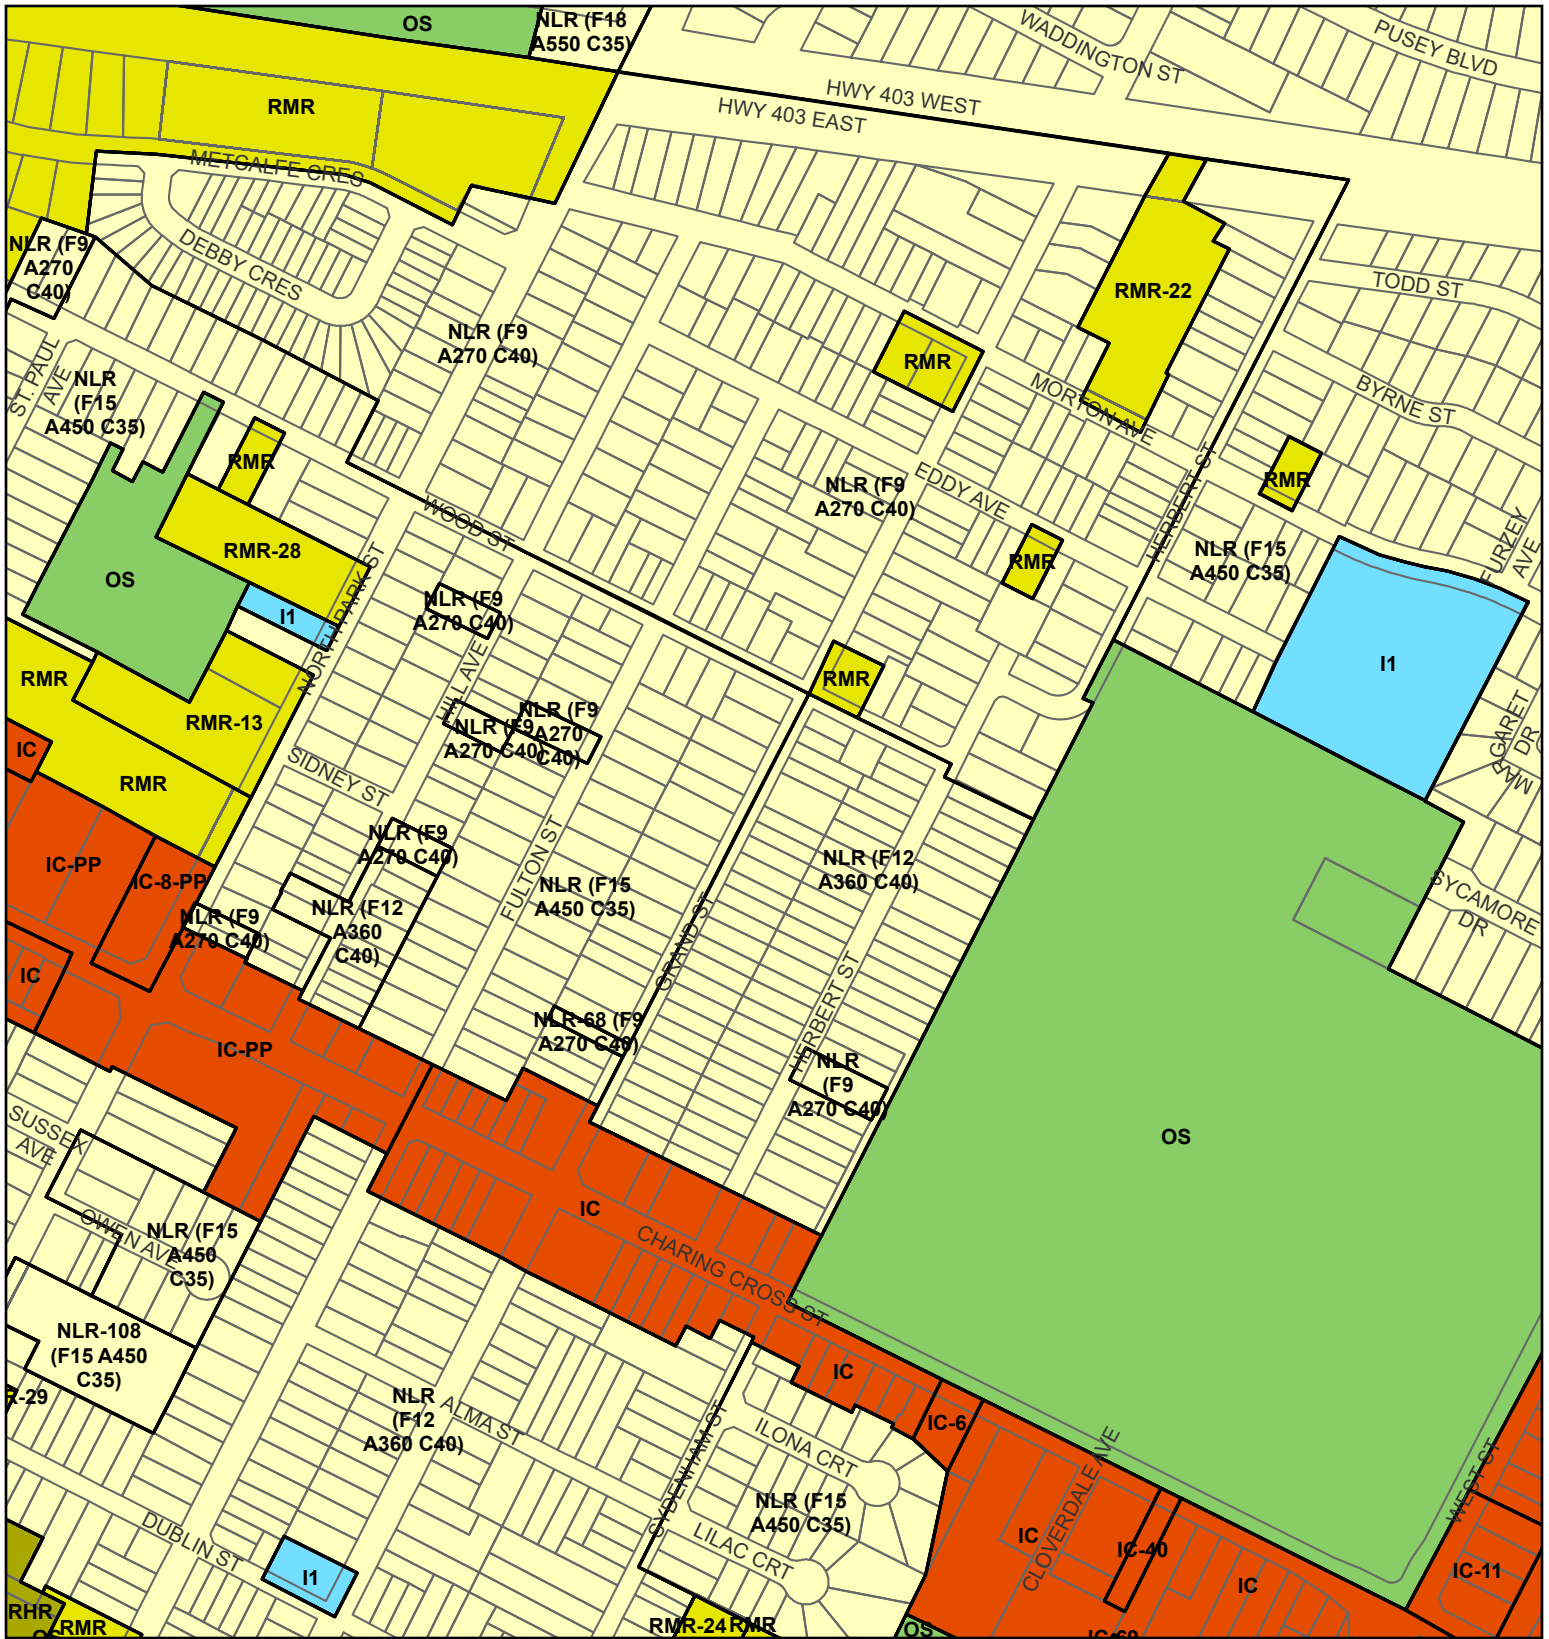 OS
NLR (F18
A550 C35)
WADDINGTON ST
PUSEY BLVD
HWY 403 WEST
HWY 403 EAST
RMR
METCALFE CRES
NLR (F9
A270
C40)
DEBBY CRES
TODD ST
RMR-22
NLR (F9
A270 C40)
RMR
ST. PAUL
AVE
NLR
(F15
A450 C35)
MORTON AVE
BYRNE ST
RMR
EDDY AVE
NLR (F9
A270 C40)
HERBERT ST
RMR
WOOD ST
RMR-28
NLR (F15
A450 C35)
FURZEY
AVE
RMR
OS
NLR (F9
A270 C40)
I1
NORTH PARK ST
I1
RMR
RMR
HILL AVE
RMR-13
NLR (F9
A270 C40)
NLR (F9
A270
C40)
MARGARET
DR
IC
RMR
SIDNEY ST
NLR (F9
A270 C40)
IC-PP
IC-8-PP
FULTON ST
NLR (F15
A450 C35)
NLR (F12
A360 C40)
SYCAMORE
DR
NLR (F9
A270 C40)
NLR (F12
A360
C40)
GRAND ST
IC
HERBERT ST
NLR-68 (F9
A270 C40)
IC-PP
NLR
(F9
A270 C40)
SUSSEX
AVE
OS
OWEN AVE
NLR (F15
A450
C35)
IC
CHARING CROSS ST
NLR-108
(F15 A450
C35)
R-29
IC
NLR
(F12
A360 C40)
ALMA ST
IC-6
SYDENHAM ST
ILONA CRT
CLOVERDALE AVE
WEST ST
NLR (F15
A450 C35)
LILAC CRT
DUBLIN ST
IC
IC-40
IC
IC-11
I1
RHR
OS
RMR
RMR-24
RMR
OS
IC-69